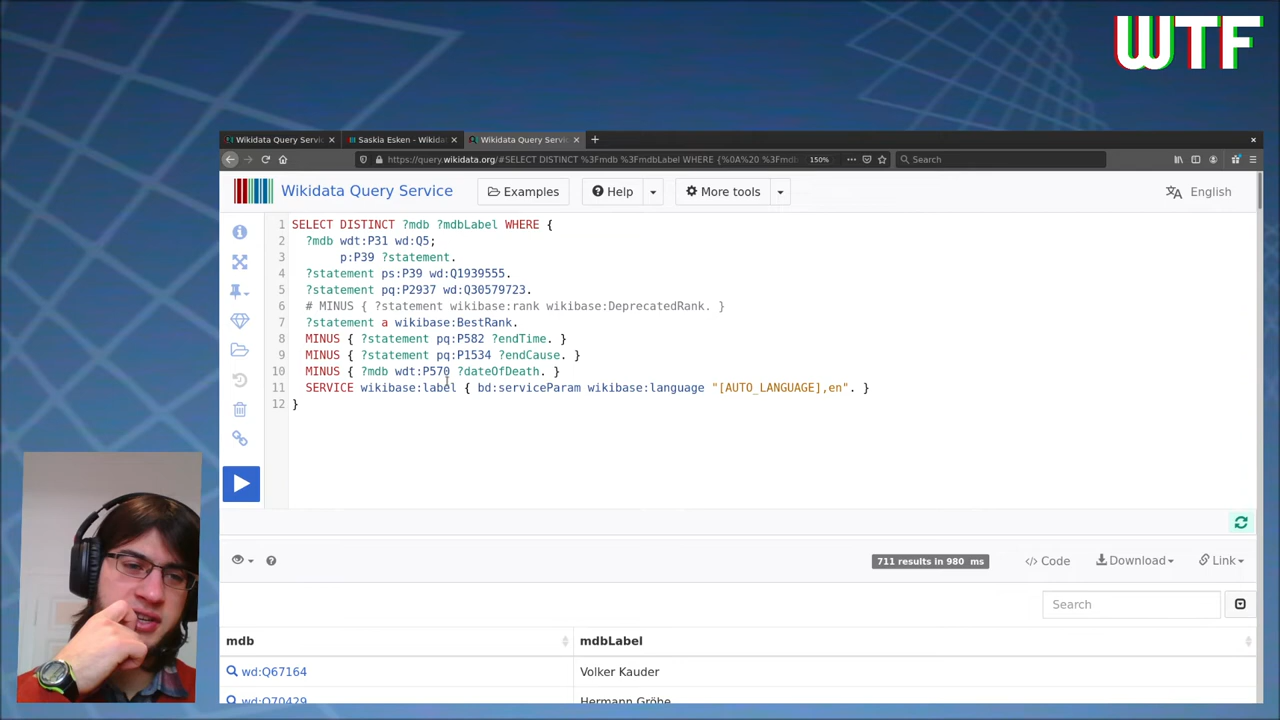 WTF
Wikidata Query Servic
Saskia Esken - Wikidat
Wikidata Query Servic
https://query.wikidata.org/#SELECT DISTINCT %3Fmdb %3FmdbLabel WHERE {%0A%20 %3Fmdb
150%
Search
Wikidata Query Service
Examples
Help
More tools
English
1 SELECT DISTINCT ?mdb ?mdbLabel WHERE {
2 ?mdb wdt:P31 wd:Q5;
3 p:P39 ?statement.
4 ?statement ps:P39 wd:Q1939555.
5 ?statement pq:P2937 wd:Q30579723.
6 # MINUS { ?statement wikibase:rank wikibase:DeprecatedRank. }
7 ?statement a wikibase:BestRank.
8 MINUS { ?statement pq:P582 ?endTime. }
9 MINUS { ?statement pq:P1534 ?endCause. }
10 MINUS { ?mdb wdt:P570 ?dateOfDeath. }
11 SERVICE wikibase:label { bd:serviceParam wikibase:language "[AUTO_LANGUAGE],en". }
12 }
711 results in 980 ms
</> Code
Download
Link
Search
mdb
mdbLabel
wd:Q67164
Volker Kauder
wd:Q70429
Hermann Gröhe